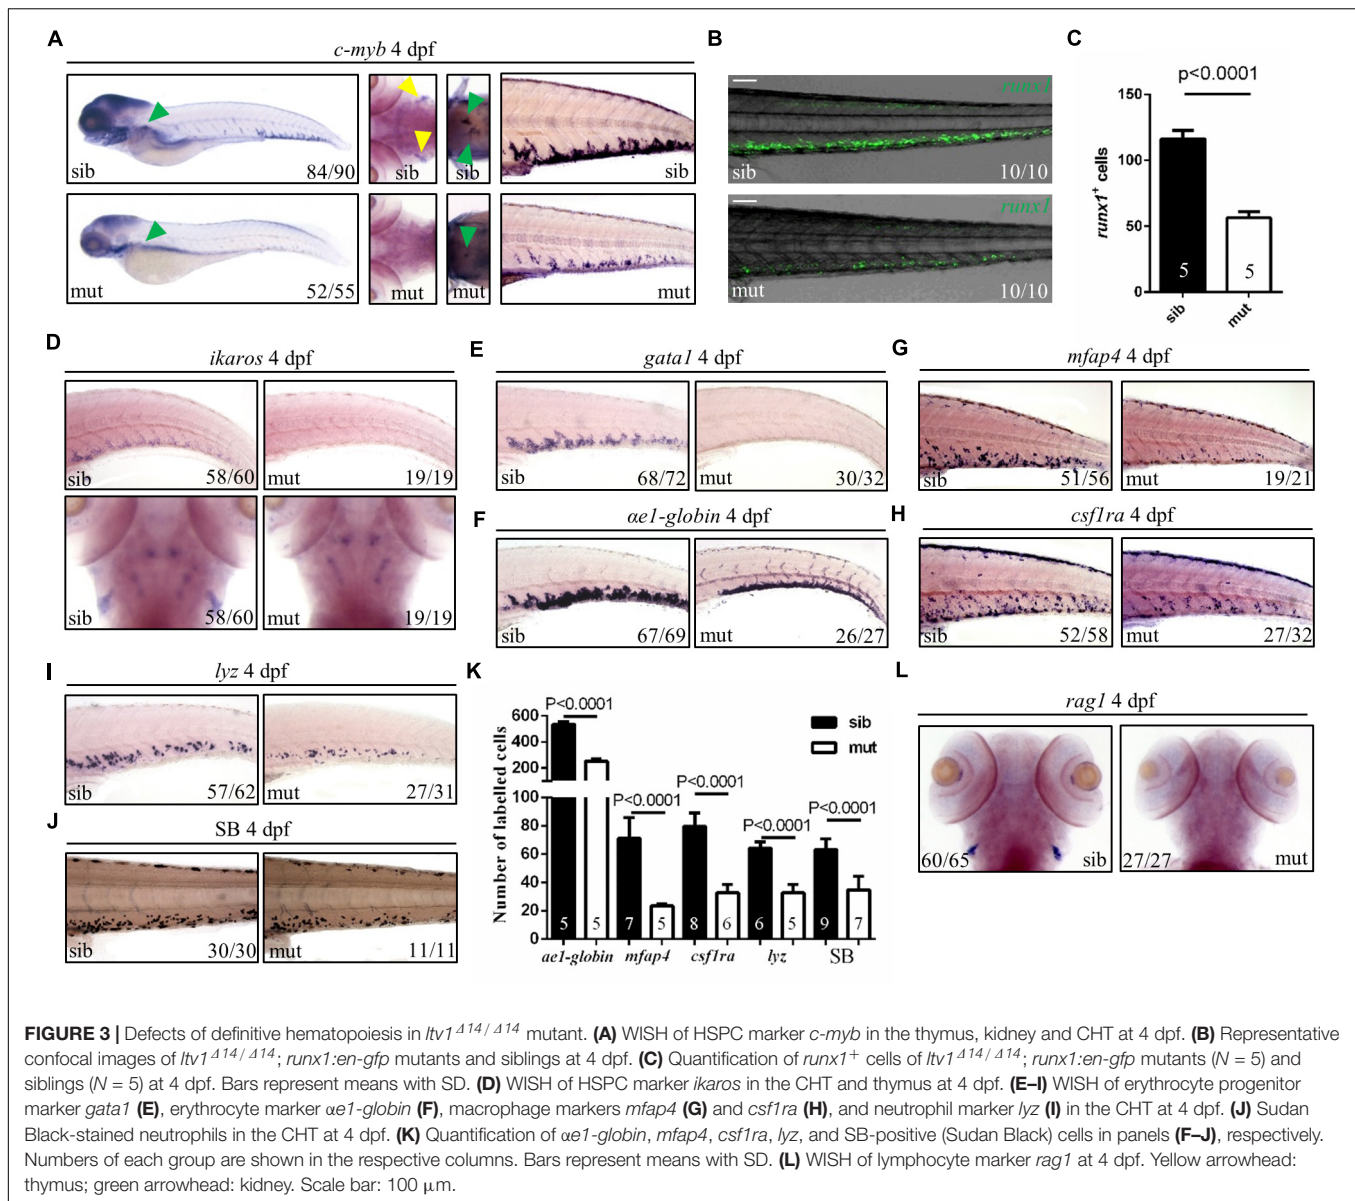 A
c-myb 4 dpf
sib
84/90
sib
sib
sib
mut
52/55
mut
mut
mut
B
runx1
sib
10/10
runx1
mut
10/10
C
p<0.0001
150
100
50
0
runx1+ cells
5
5
sib
mut
D
ikaros 4 dpf
sib
58/60
mut
19/19
58/60
19/19
E
gata1 4 dpf
sib
68/72
mut
30/32
F
αe1-globin 4 dpf
sib
67/69
mut
26/27
G
mfap4 4 dpf
sib
51/56
mut
19/21
H
csf1ra 4 dpf
sib
52/58
mut
27/32
I
lyz 4 dpf
sib
57/62
mut
27/31
J
SB 4 dpf
sib
30/30
mut
11/11
K
Number of labelled cells
600
400
200
100
80
60
40
20
0
P<0.0001
P<0.0001
P<0.0001
P<0.0001
P<0.0001
sib
mut
5
5
7
5
8
6
6
5
9
7
ae1-globin
mfap4
csf1ra
lyz
SB
L
rag1 4 dpf
60/65
sib
27/27
mut
FIGURE 3 | Defects of definitive hematopoiesis in ltv1Δ14/Δ14 mutant. (A) WISH of HSPC marker c-myb in the thymus, kidney and CHT at 4 dpf. (B) Representative
confocal images of ltv1Δ14/Δ14; runx1:en-gfp mutants and siblings at 4 dpf. (C) Quantification of runx1+ cells of ltv1Δ14/Δ14; runx1:en-gfp mutants (N = 5) and
siblings (N = 5) at 4 dpf. Bars represent means with SD. (D) WISH of HSPC marker ikaros in the CHT and thymus at 4 dpf. (E–I) WISH of erythrocyte progenitor
marker gata1 (E), erythrocyte marker αe1-globin (F), macrophage markers mfap4 (G) and csf1ra (H), and neutrophil marker lyz (I) in the CHT at 4 dpf. (J) Sudan
Black-stained neutrophils in the CHT at 4 dpf. (K) Quantification of αe1-globin, mfap4, csf1ra, lyz, and SB-positive (Sudan Black) cells in panels (F–J), respectively.
Numbers of each group are shown in the respective columns. Bars represent means with SD. (L) WISH of lymphocyte marker rag1 at 4 dpf. Yellow arrowhead:
thymus; green arrowhead: kidney. Scale bar: 100 μm.